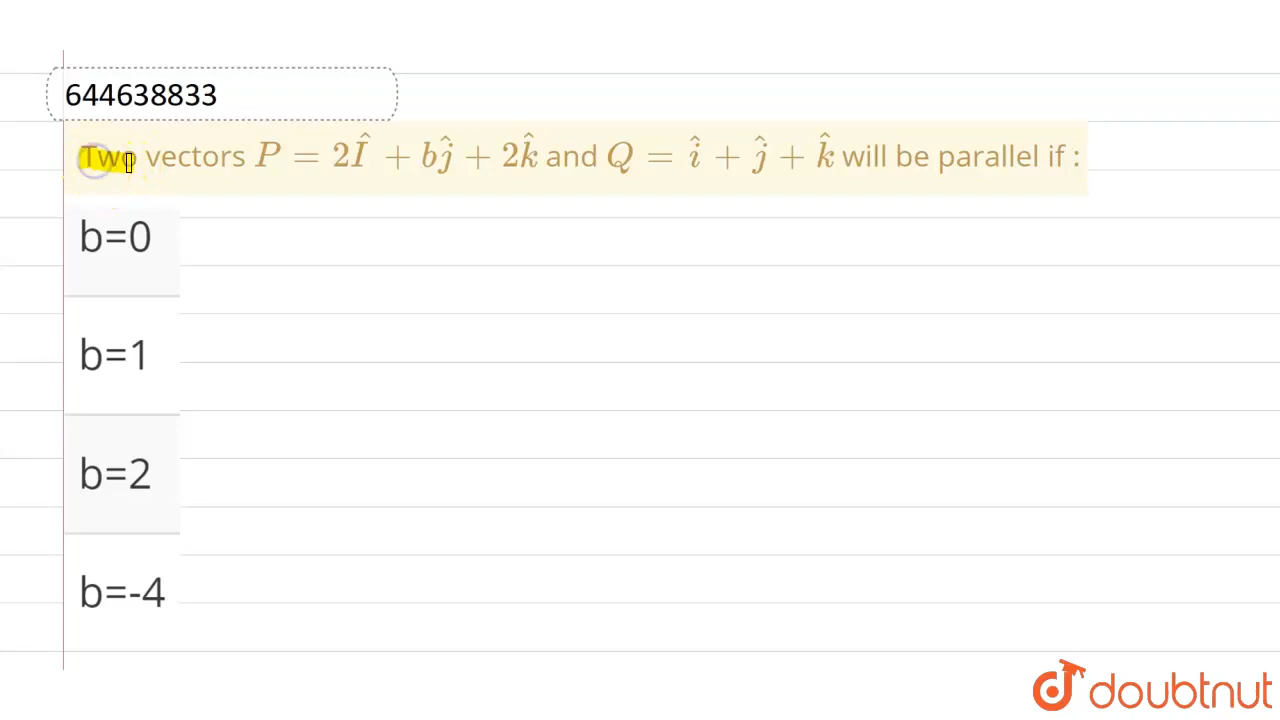 644638833
Two vectors P = 2Î + bĵ + 2k̂ and Q = î + ĵ + k̂ will be parallel if :
b=0
b=1
b=2
b=-4
doubtnut